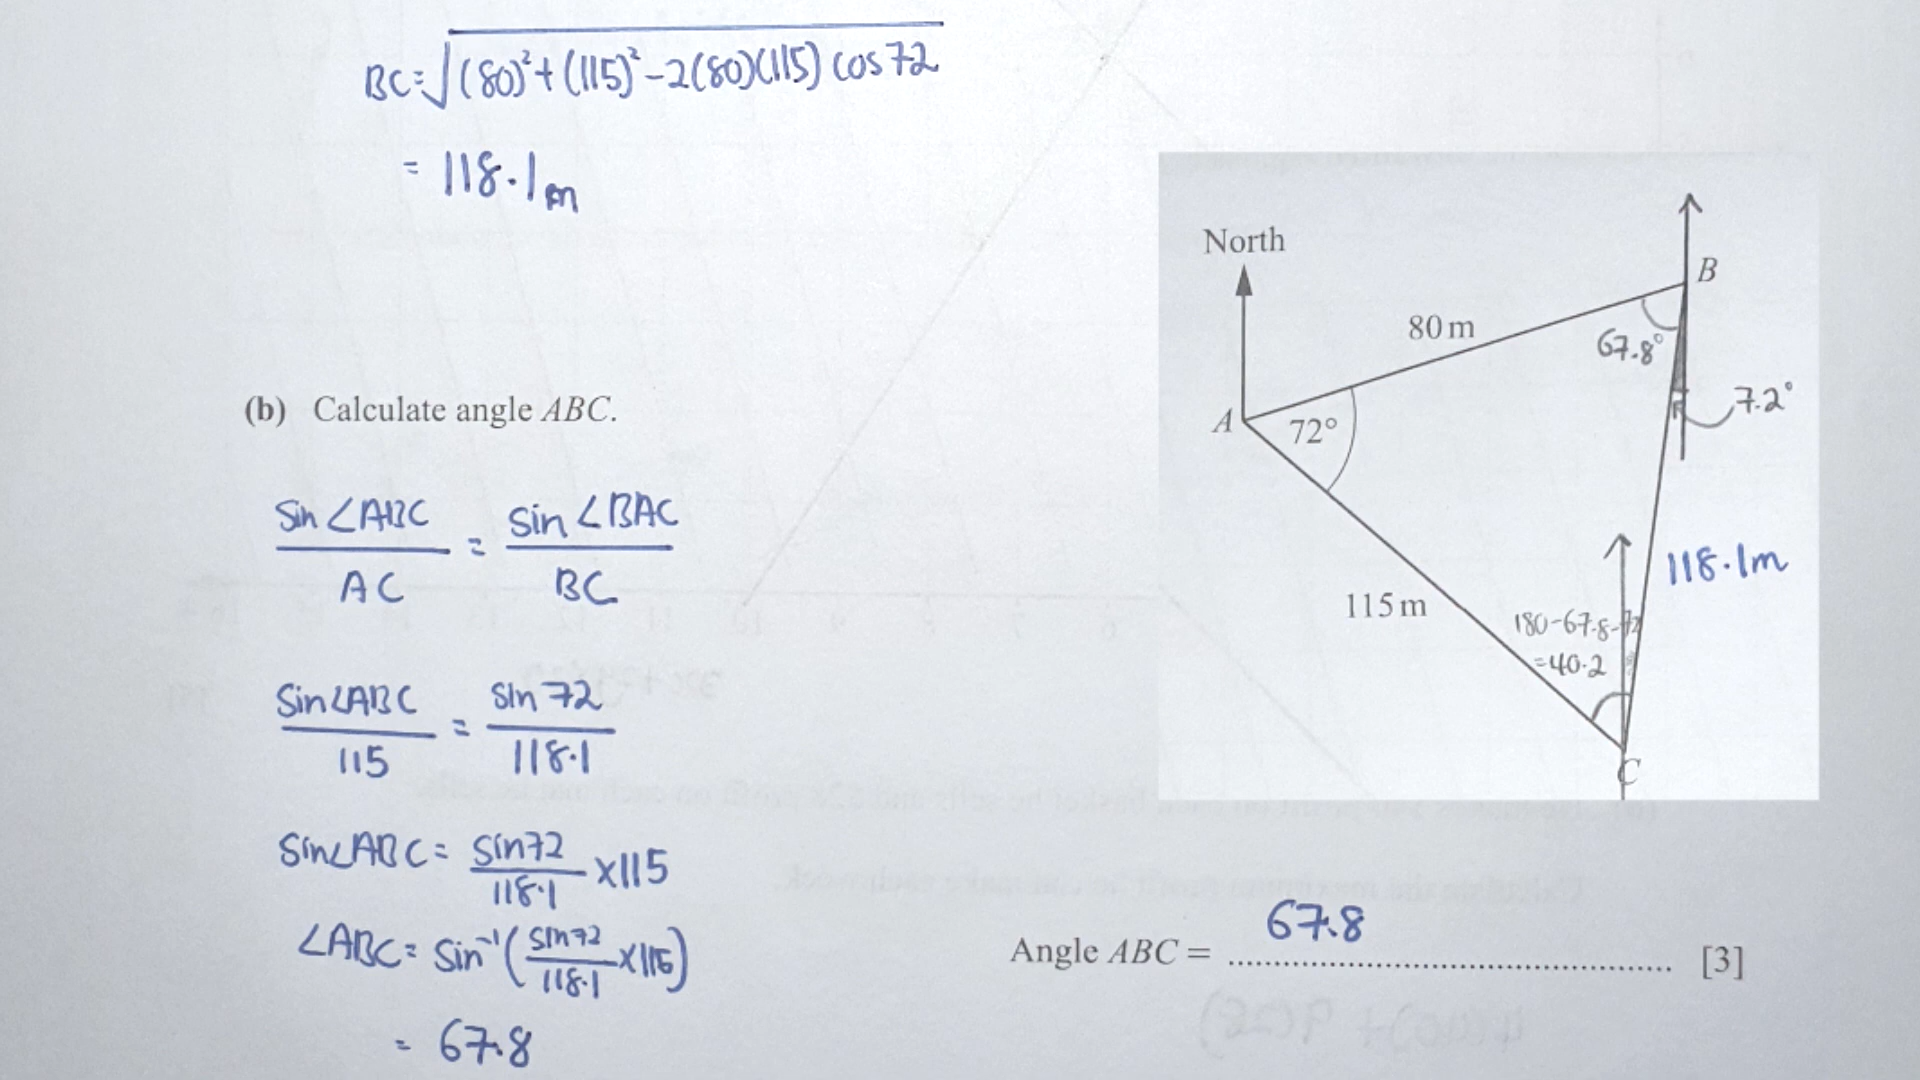 BC=√(80)²+(115)²-2(80)(115) cos72
= 118.1m
(b) Calculate angle ABC.
Sin∠ABC/AC = sin∠BAC/BC
Sin∠ABC/115 = sin 72/118.1
Sin∠ABC = sin72/118.1 ×115
∠ABC = sin⁻¹(sin72/118.1 ×115)
= 67.8
North
B
80 m
67.8°
7.2°
A
72°
118.1m
115 m
180-67.8-72
=40.2
C
67.8
Angle ABC = .......................................................... [3]